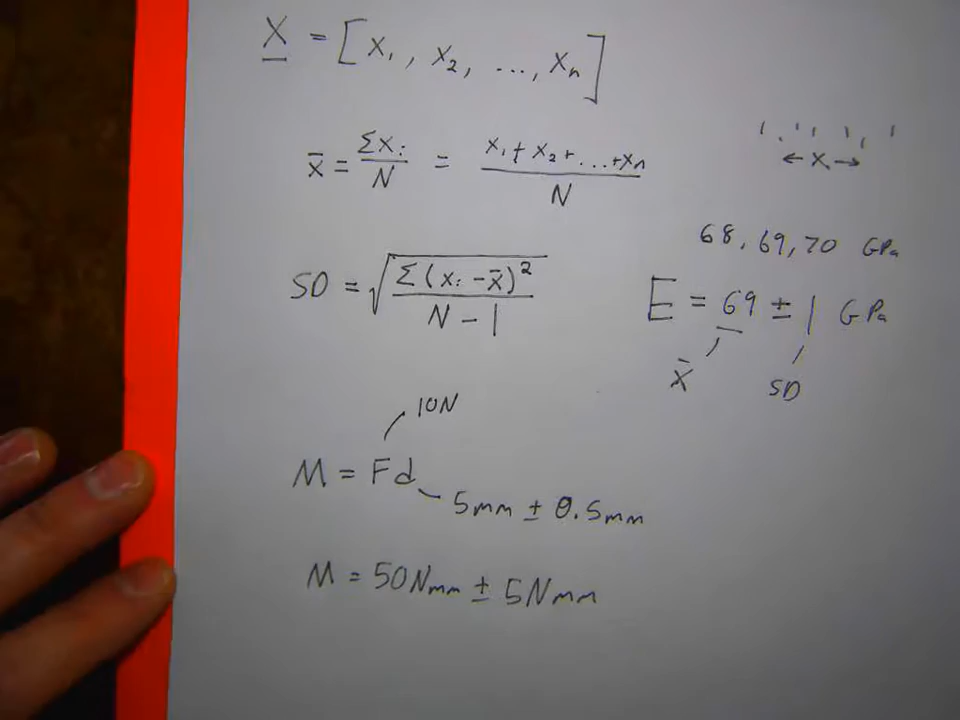 X = [x₁, x₂, ..., xₙ]
x̄ = Σxᵢ / N = x₁ + x₂ + ... + xₙ / N
← x →
68, 69, 70 GPa
SD = √(Σ(xᵢ - x̄)² / N - 1)
E = 69 ± 1 GPa
x̄ SD
10N
M = Fd
5mm ± 0.5mm
M = 50Nmm ± 5Nmm